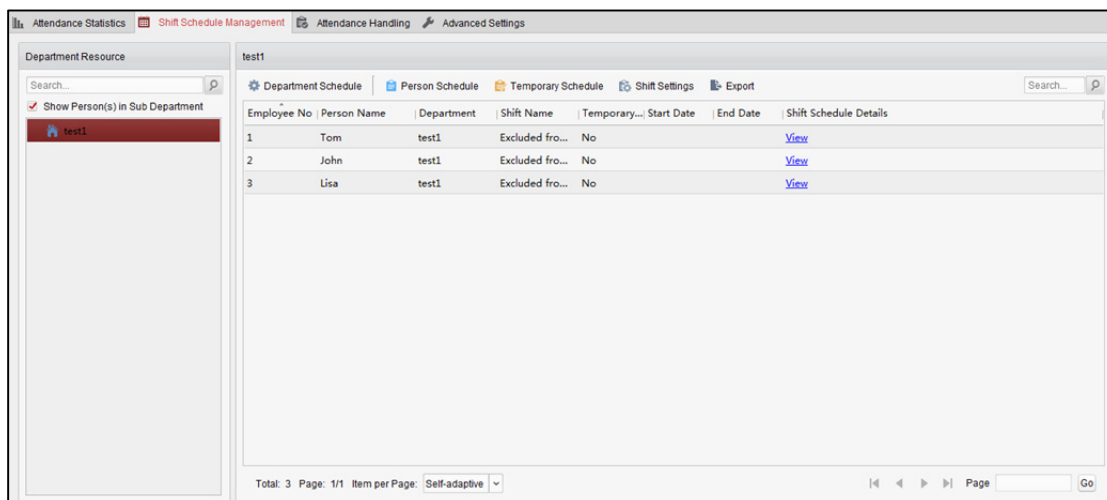 Attendance Statistics Shift Schedule Management Attendance Handling Advanced Settings
Department Resource
Search...
Show Person(s) in Sub Department
test1
test1
Department Schedule Person Schedule Temporary Schedule Shift Settings Export Search...
Employee No Person Name Department Shift Name Temporary... Start Date End Date Shift Schedule Details
1 Tom test1 Excluded fro... No View
2 John test1 Excluded fro... No View
3 Lisa test1 Excluded fro... No View
Total: 3 Page: 1/1 Item per Page: Self-adaptive Page Go